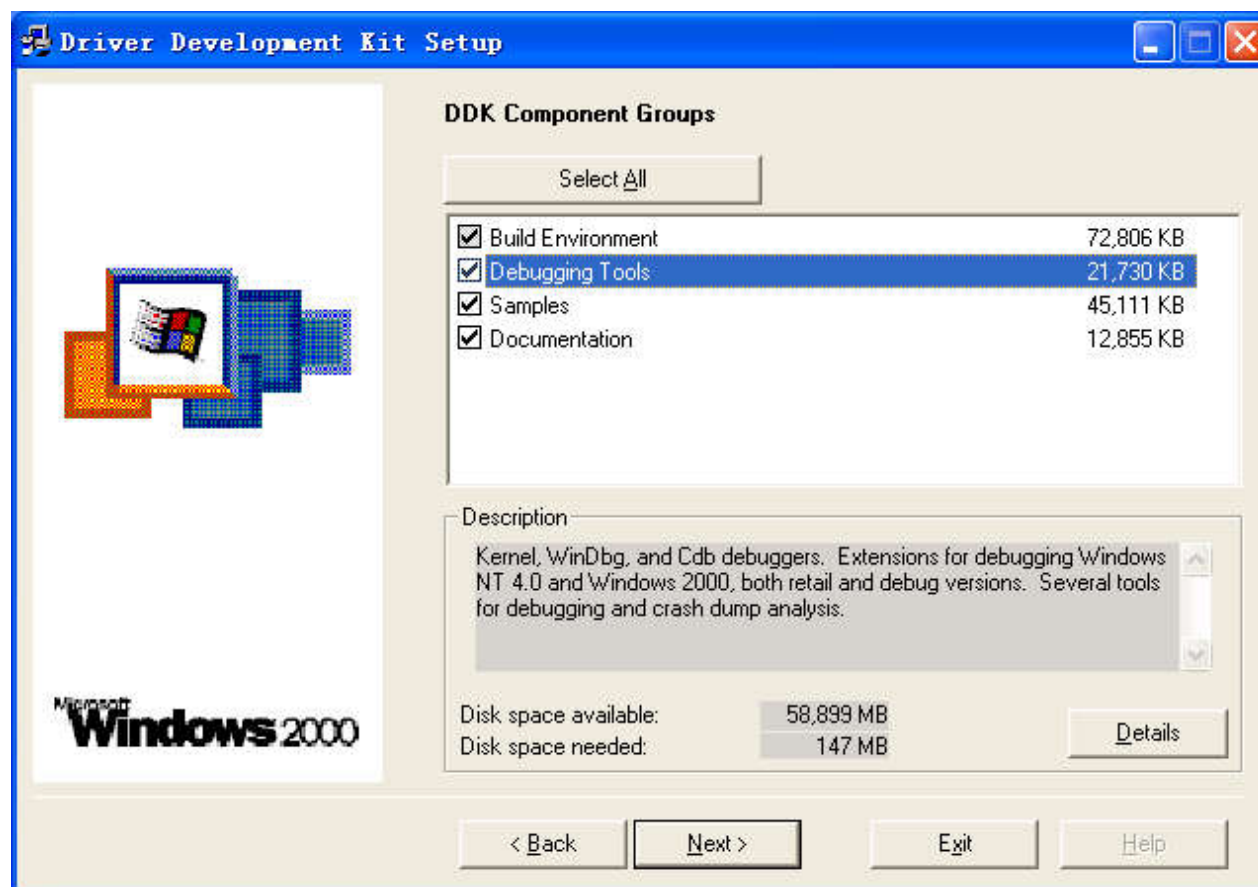 Driver Development Kit Setup
DDK Component Groups
Select All
Build Environment 72,806 KB
Debugging Tools 21,730 KB
Samples 45,111 KB
Documentation 12,855 KB
Description
Kernel, WinDbg, and Cdb debuggers. Extensions for debugging Windows
NT 4.0 and Windows 2000, both retail and debug versions. Several tools
for debugging and crash dump analysis.
Microsoft
Windows 2000
Disk space available: 58,899 MB
Disk space needed: 147 MB
Details
< Back
Next >
Exit
Help